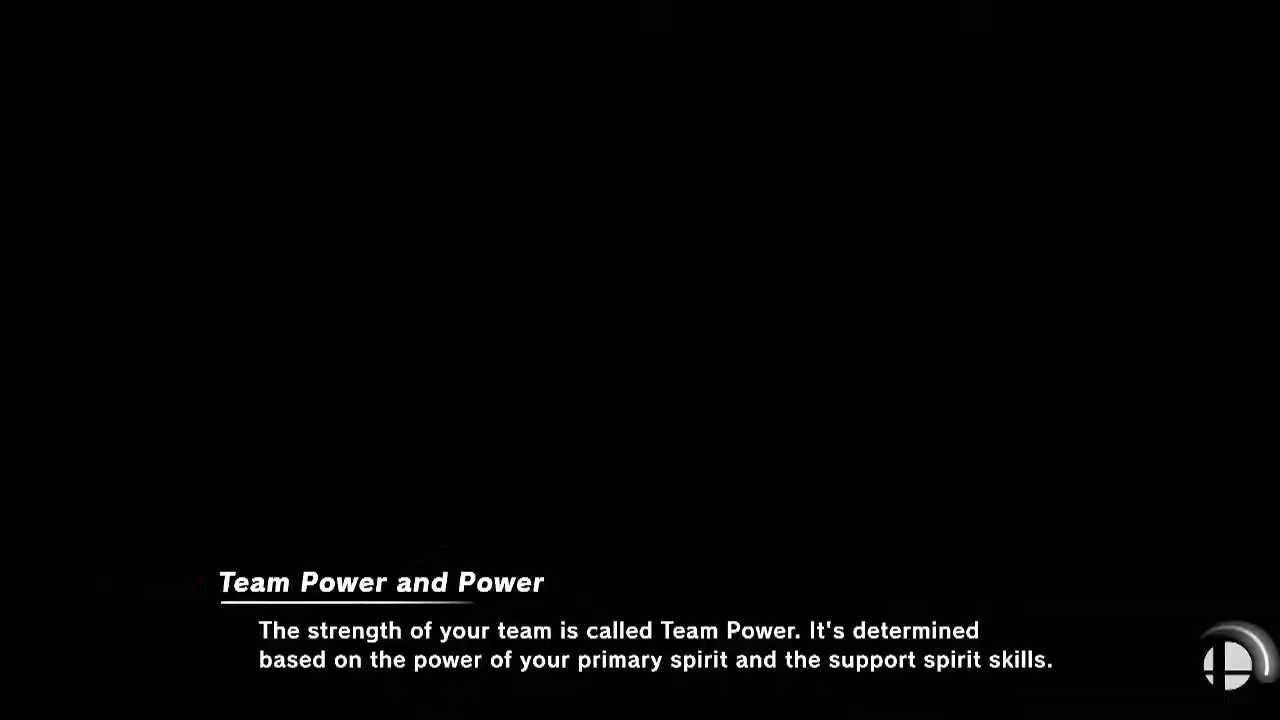 Team Power and Power
The strength of your team is called Team Power. It's determined
based on the power of your primary spirit and the support spirit skills.